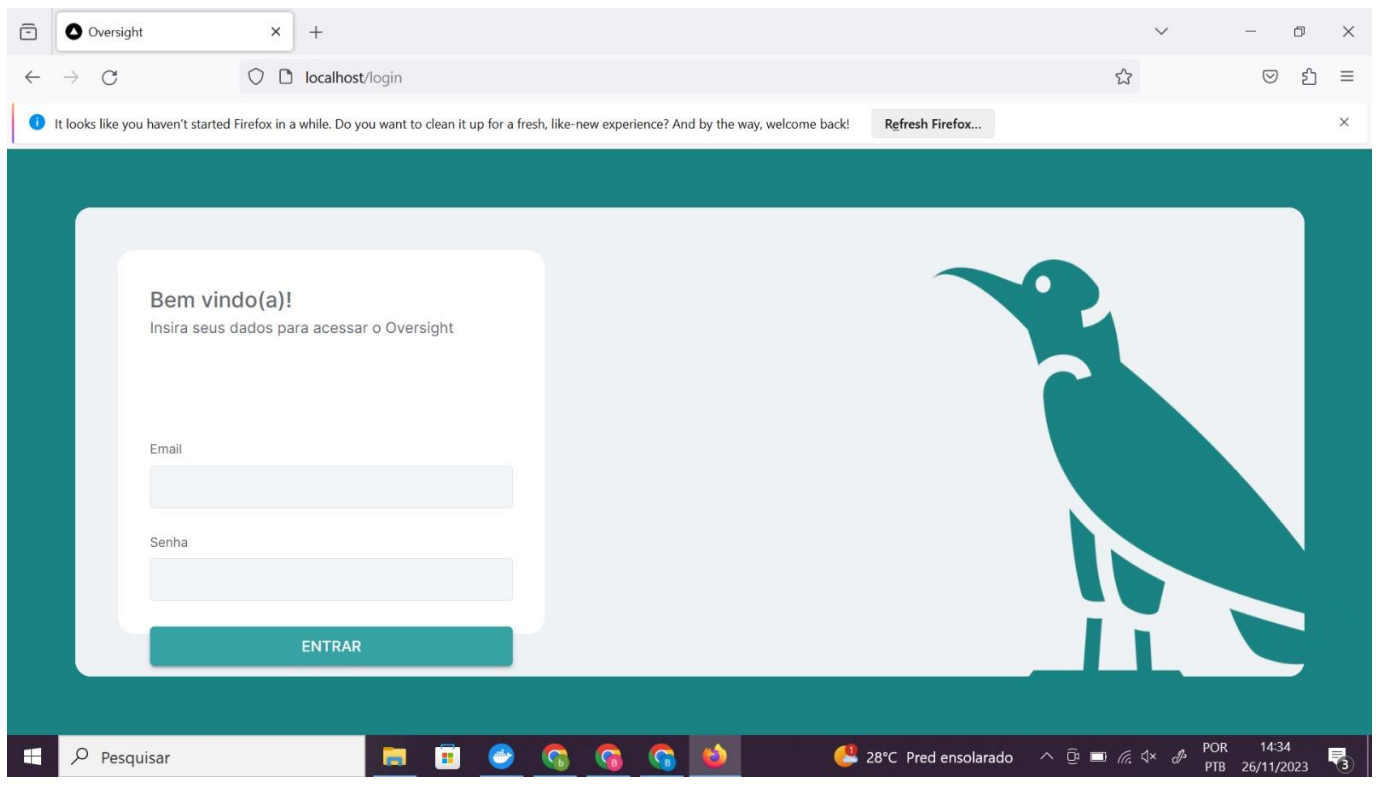 Oversight
localhost/login
It looks like you haven't started Firefox in a while. Do you want to clean it up for a fresh, like-new experience? And by the way, welcome back! Refresh Firefox...
Bem vindo(a)!
Insira seus dados para acessar o Oversight
Email
Senha
ENTRAR
Pesquisar
28°C Pred ensolarado
POR
PTB
14:34
26/11/2023
3